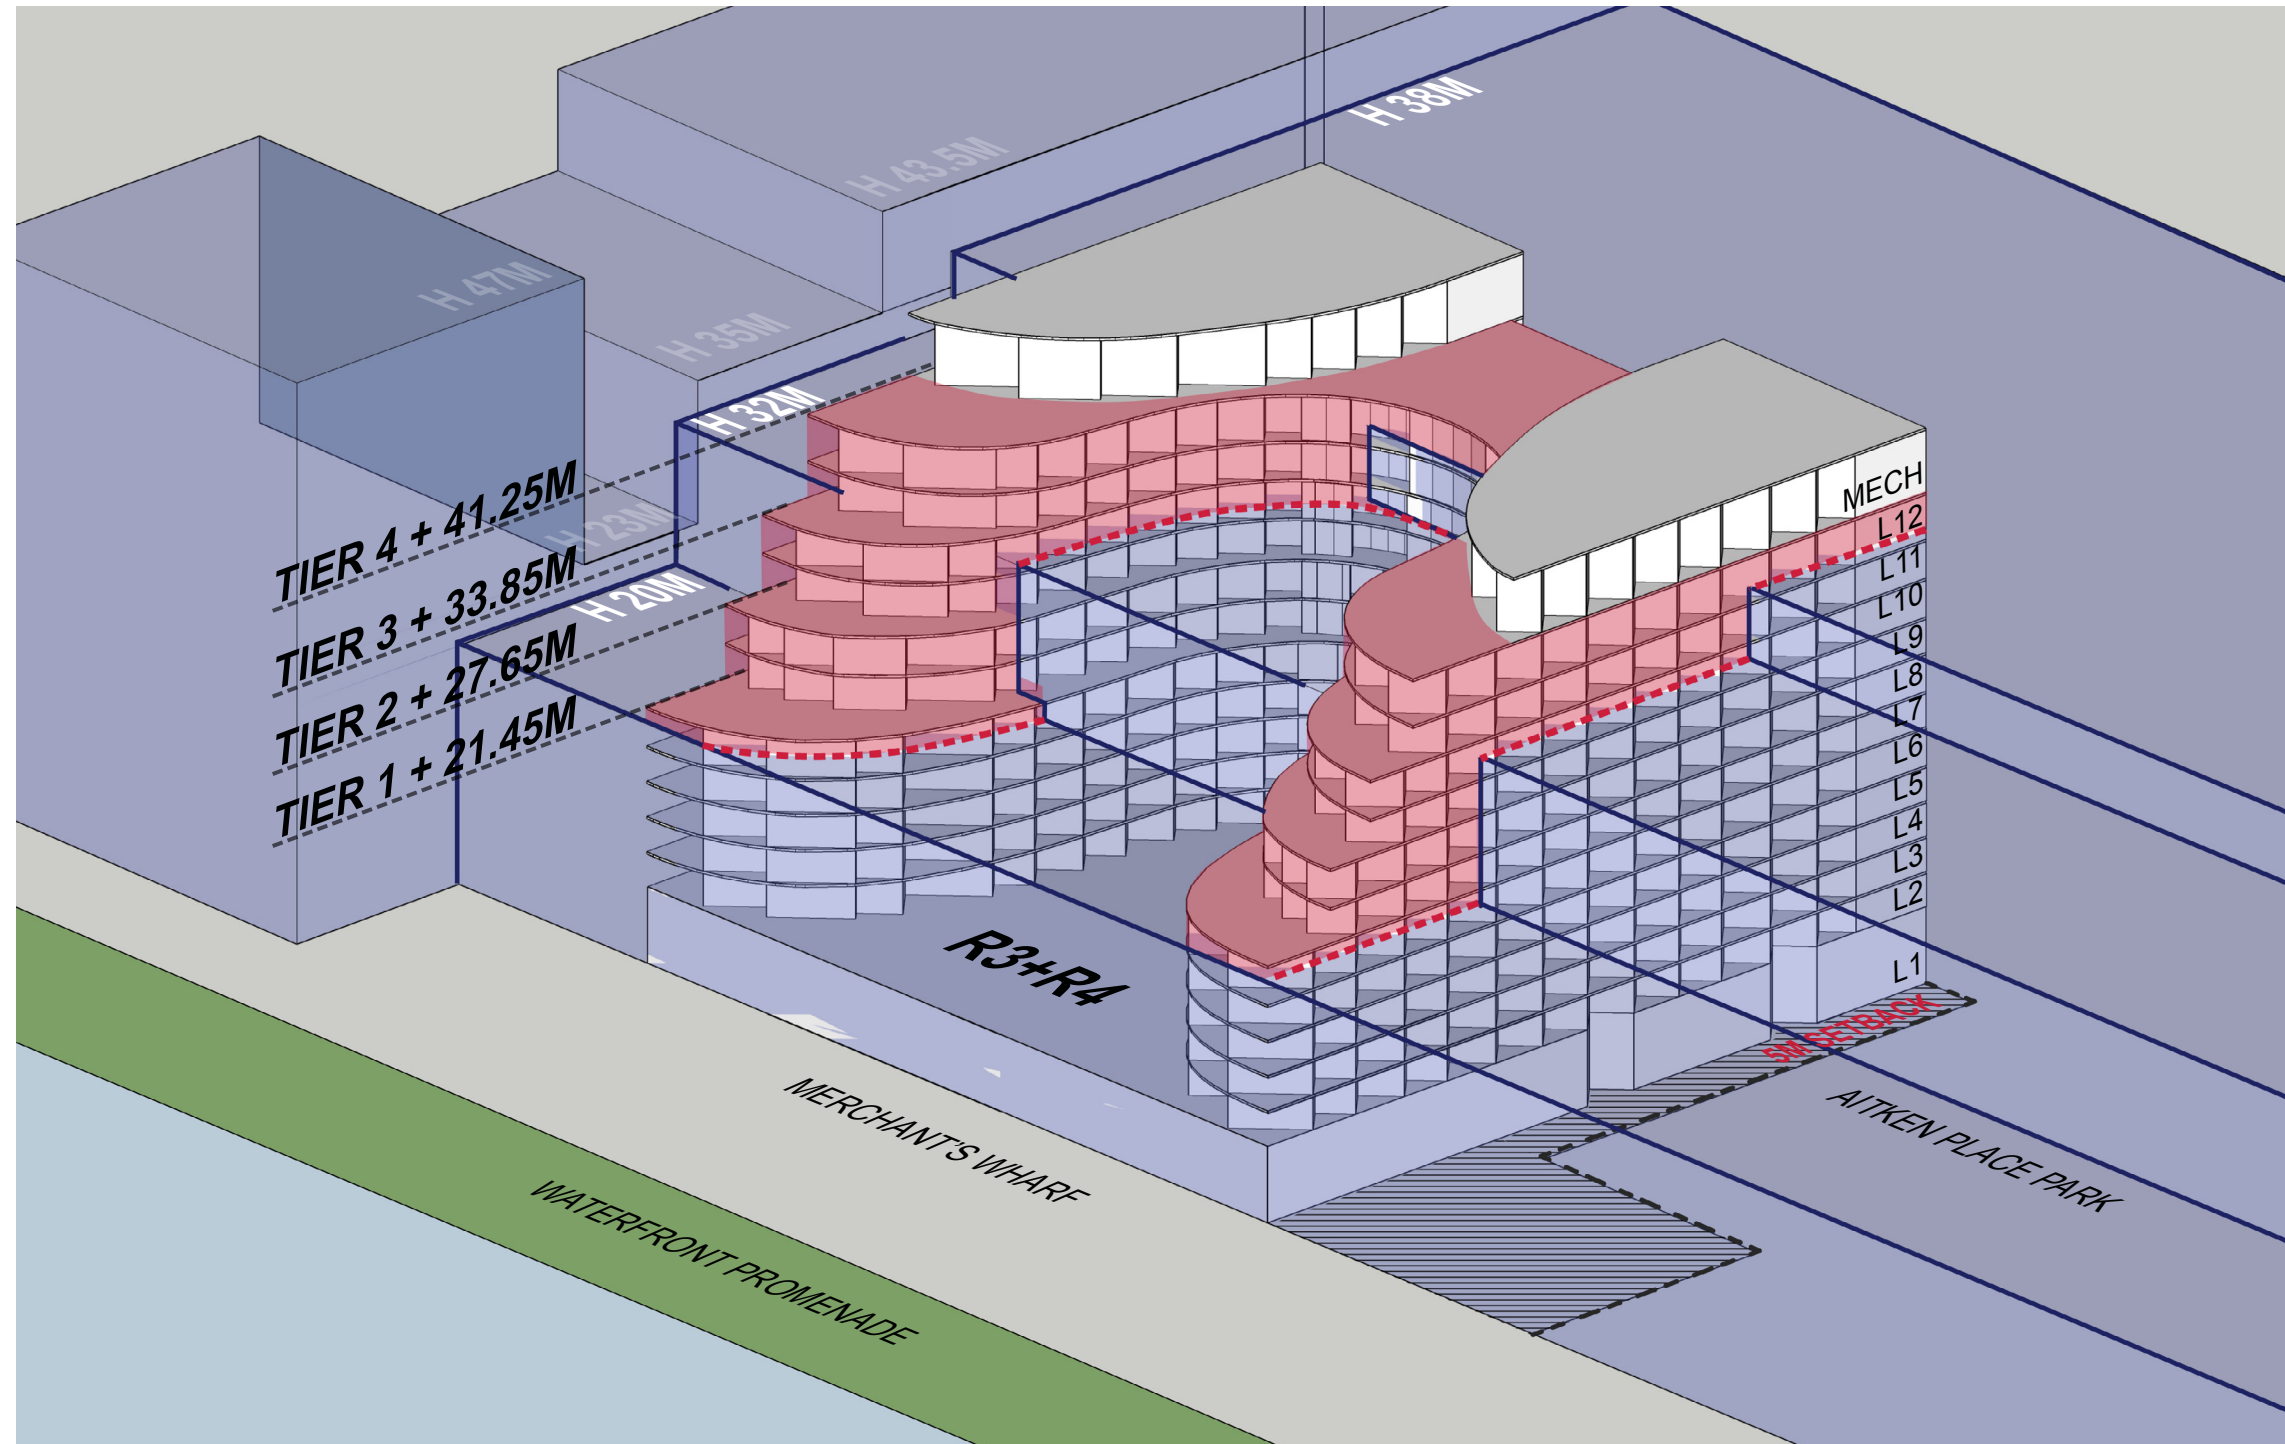 H 38M
H 43.5M
H 47M
H 35M
H 32M
H 23M
H 20M
TIER 4 + 41.25M
TIER 3 + 33.85M
TIER 2 + 27.65M
TIER 1 + 21.45M
MECH
L12
L11
L10
L9
L8
L7
L6
L5
L4
L3
L2
L1
R3+R4
5M SETBACK
MERCHANT'S WHARF
AITKEN PLACE PARK
WATERFRONT PROMENADE